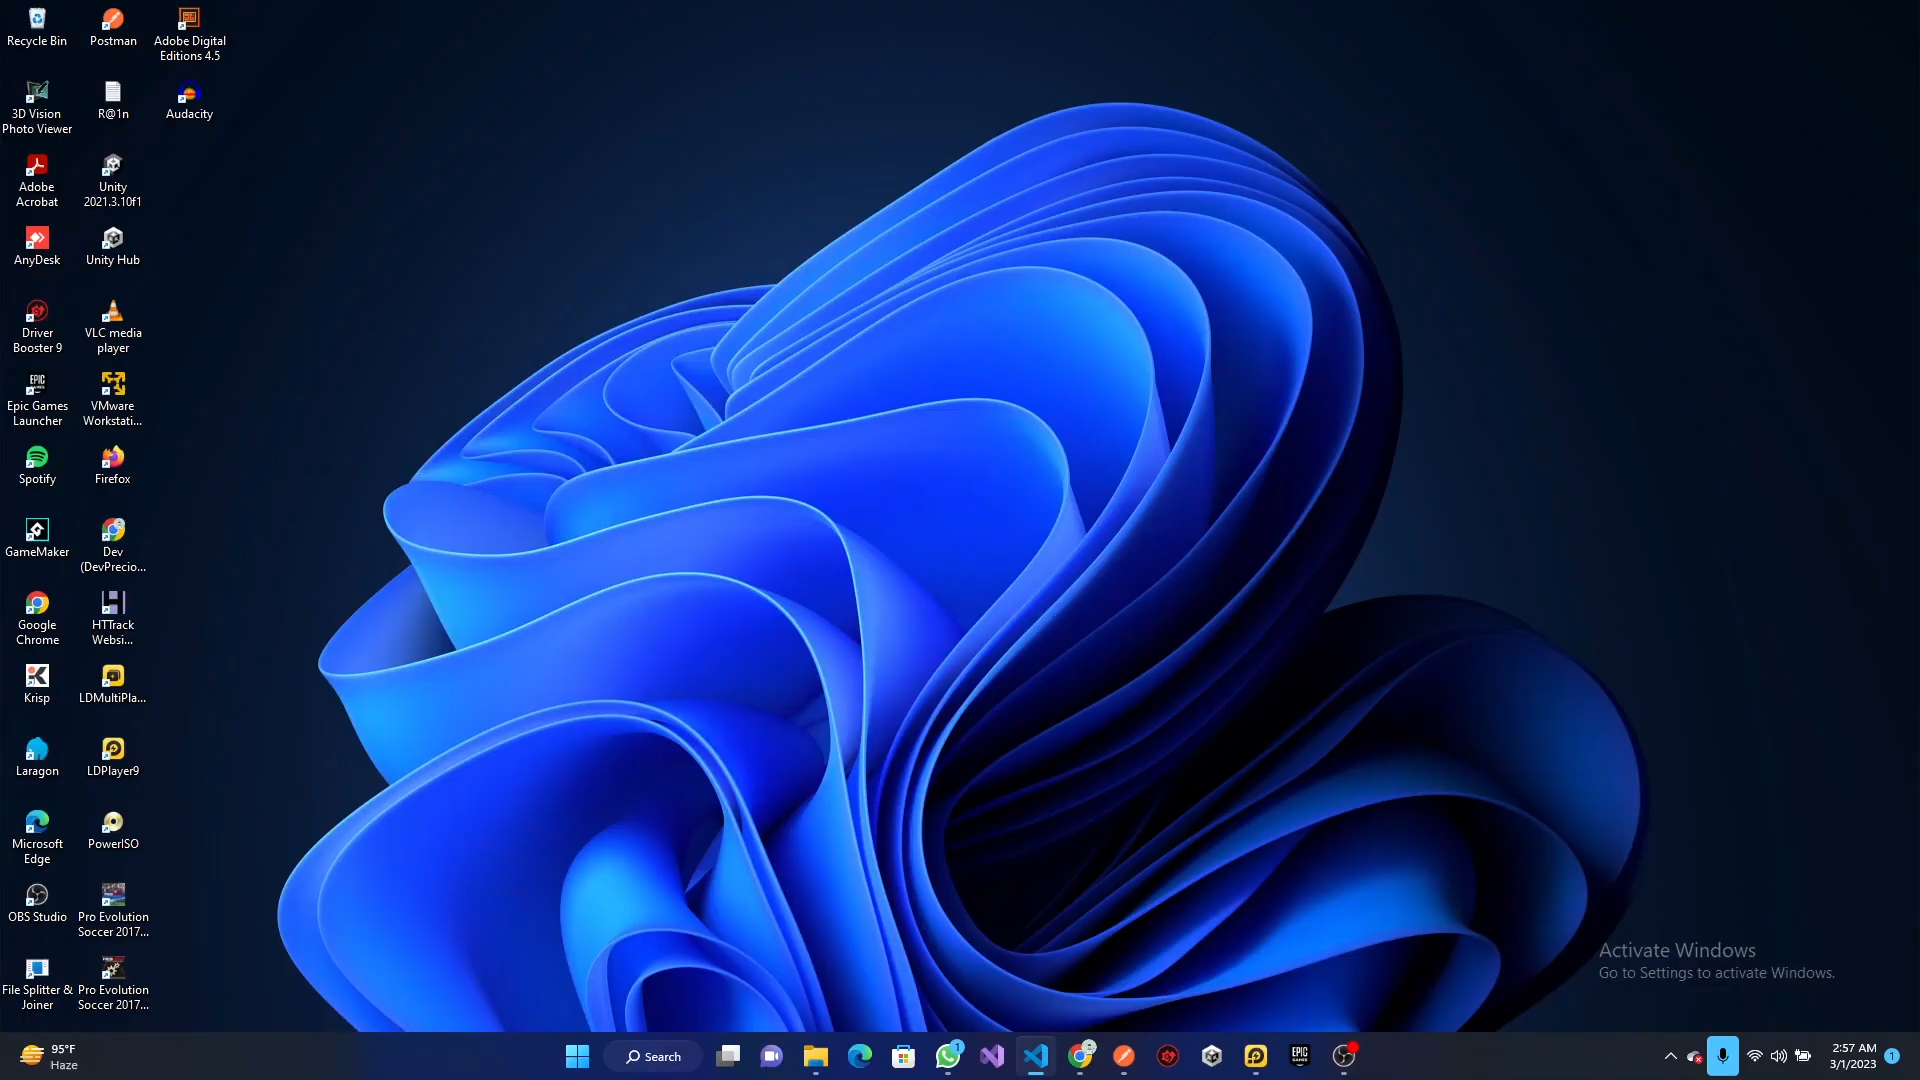 Recycle Bin
Postman
Adobe Digital
Editions 4.5
3D Vision
Photo Viewer
R@1n
Audacity
Adobe
Acrobat
Unity
2021.3.10f1
AnyDesk
Unity Hub
Driver
Booster 9
VLC media
player
EPIC
Epic Games
Launcher
VMware
Workstati...
Spotify
Firefox
GameMaker
Dev
(DevPrecio...
Google
Chrome
HTTrack
Websi...
Krisp
LDMultiPla...
Laragon
LDPlayer9
Microsoft
Edge
PowerISO
OBS Studio
Pro Evolution
Soccer 2017...
File Splitter &
Joiner
Pro Evolution
Soccer 2017...
Activate Windows
Go to Settings to activate Windows.
95°F
Haze
Search
1
EPIC
2:57 AM
3/1/2023
1